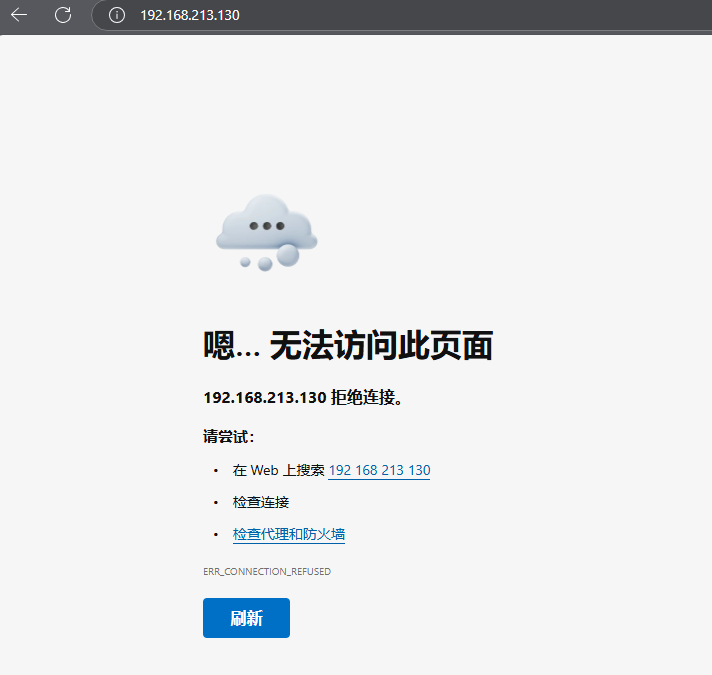 192.168.213.130
嗯… 无法访问此页面
192.168.213.130 拒绝连接。
请尝试：
• 在 Web 上搜索 192 168 213 130
• 检查连接
• 检查代理和防火墙
ERR_CONNECTION_REFUSED
刷新